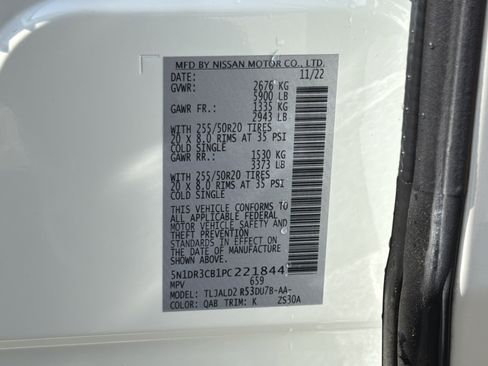 MFD BY NISSAN MOTOR CO., LTD.
DATE: 11/22
GVWR: 2676 KG
5900 LB
GAWR FR.: 1335 KG
2943 LB
WITH 255/50R20 TIRES
20 X 8.0 RIMS AT 35 PSI
COLD SINGLE
GAWR RR.: 1530 KG
3373 LB
WITH 255/50R20 TIRES
20 X 8.0 RIMS AT 35 PSI
COLD SINGLE
THIS VEHICLE CONFORMS TO
ALL APPLICABLE FEDERAL
MOTOR VEHICLE SAFETY
AND THEFT PREVENTION
STANDARDS IN EFFECT ON
THE DATE OF MANUFACTURE
SHOWN ABOVE.
5N1DR3CB1PC221844
MPV 659
MODEL: TLJALD2 R53DU7B-AA-
COLOR: QAB TRIM: K ZS30A